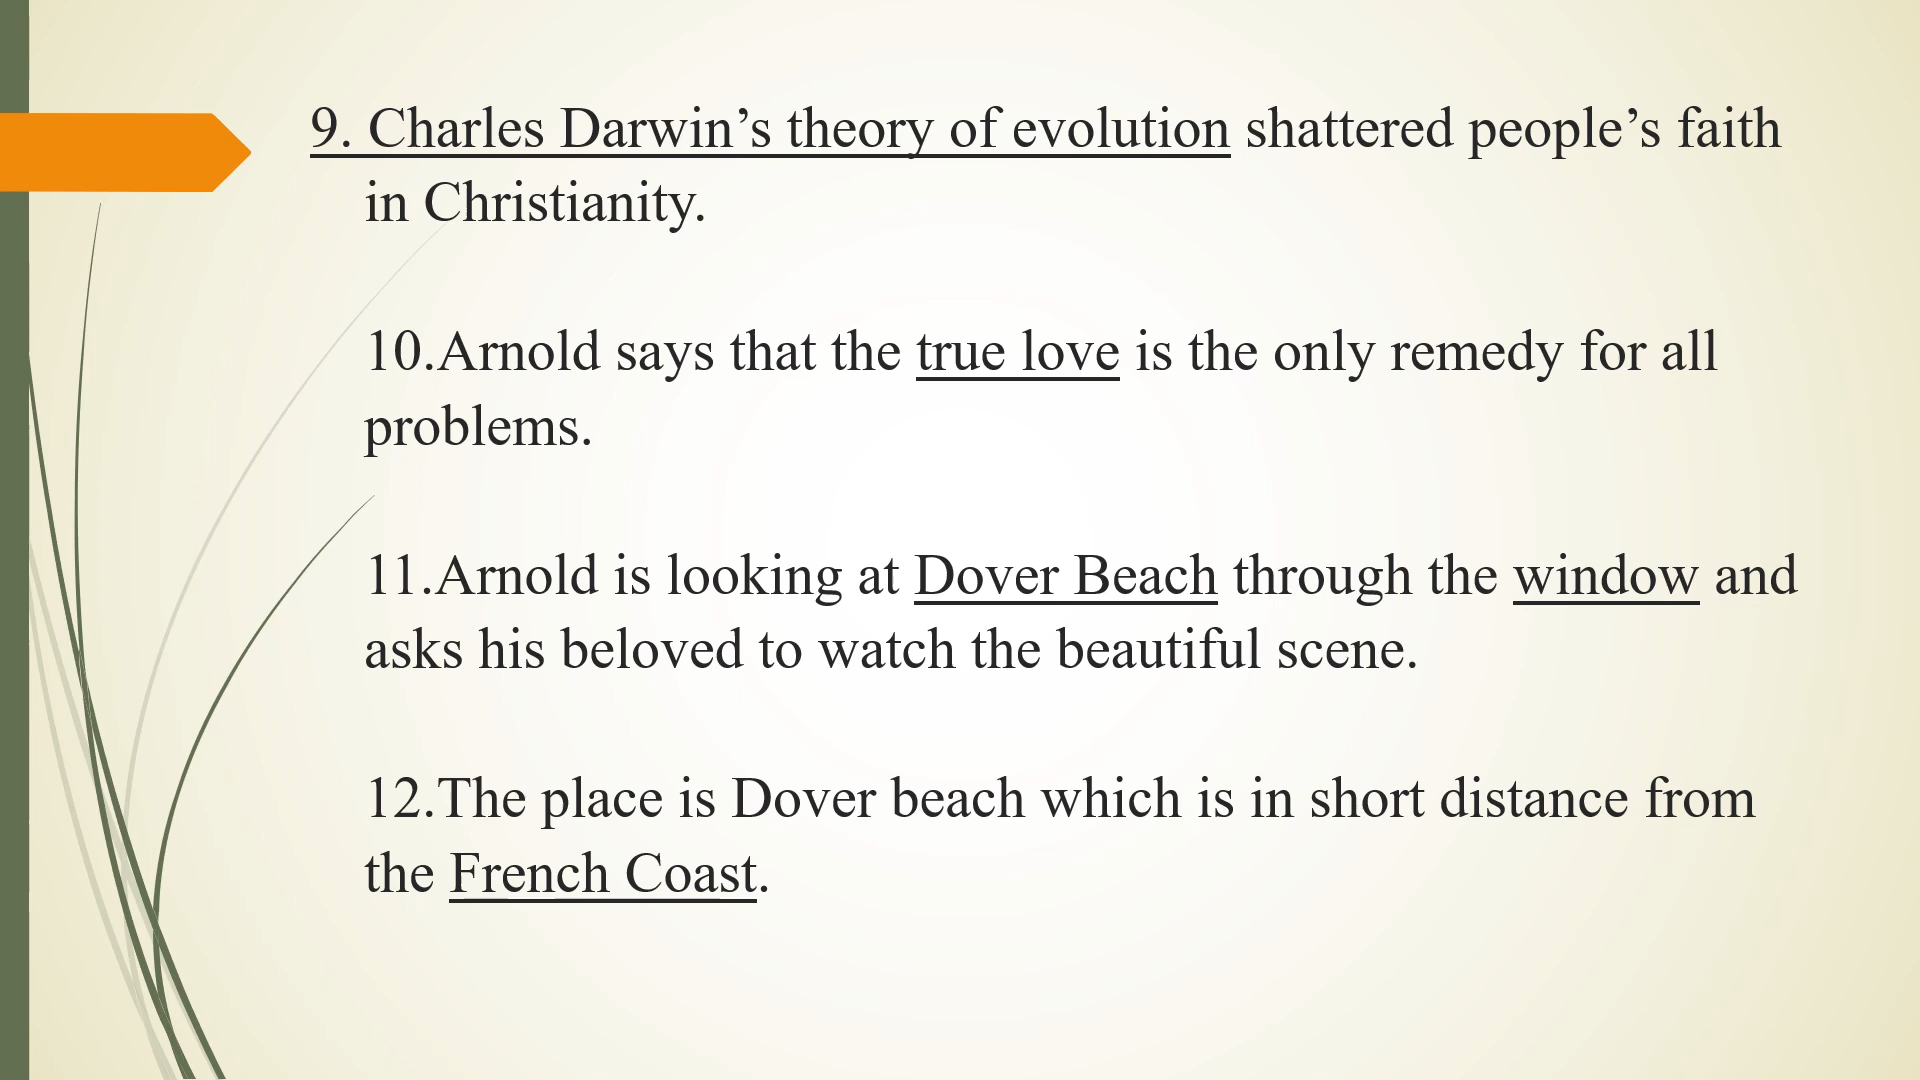 9. Charles Darwin’s theory of evolution shattered people’s faith
in Christianity.
10.Arnold says that the true love is the only remedy for all
problems.
11.Arnold is looking at Dover Beach through the window and
asks his beloved to watch the beautiful scene.
12.The place is Dover beach which is in short distance from
the French Coast.